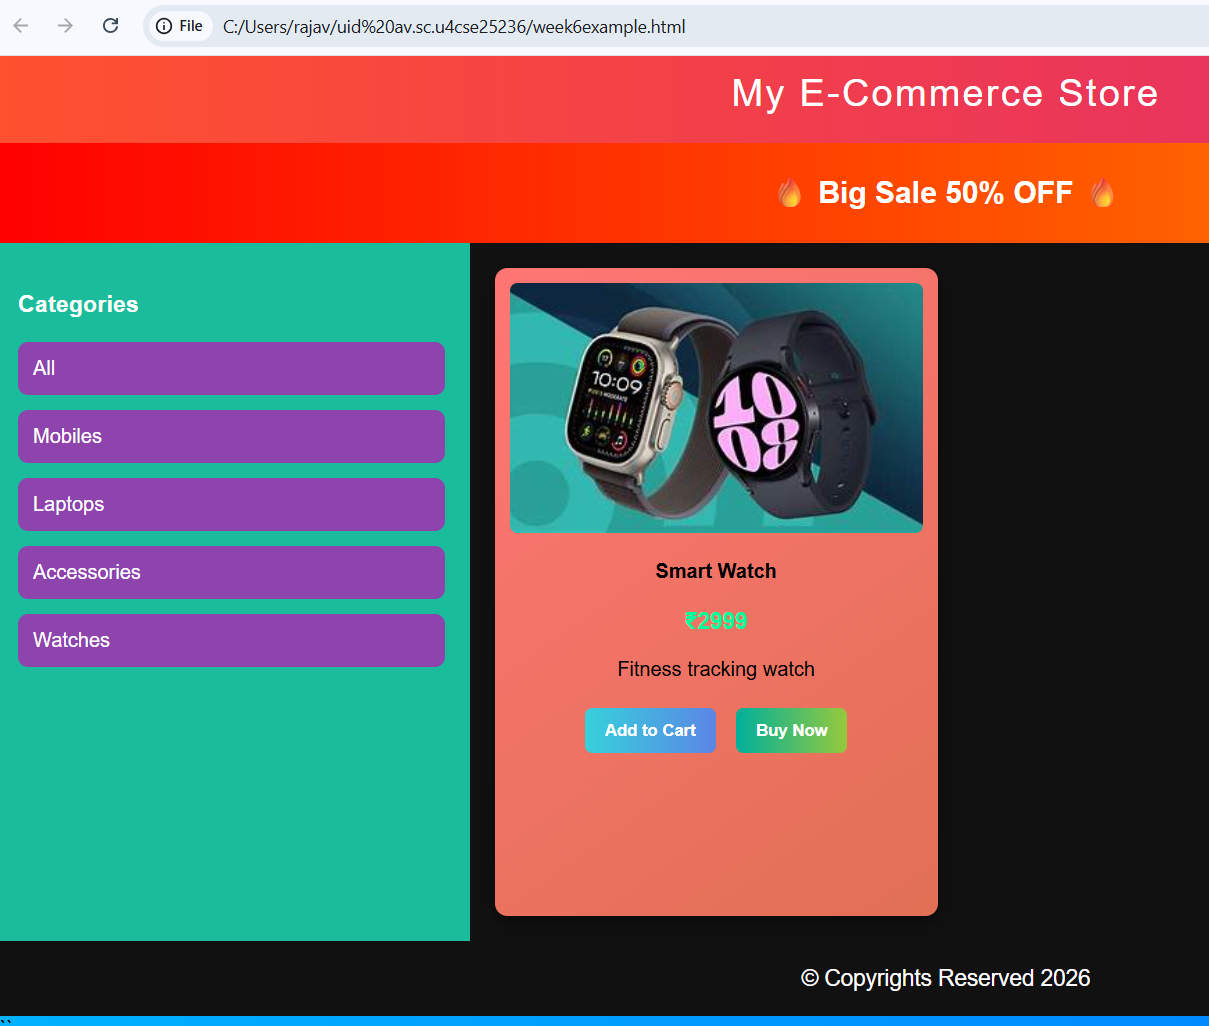 File C:/Users/rajav/uid%20av.sc.u4cse25236/week6example.html
My E-Commerce Store
🔥 Big Sale 50% OFF 🔥
Categories
All
Mobiles
Laptops
Accessories
Watches
10:09
10
08
Smart Watch
₹2999
Fitness tracking watch
Add to Cart Buy Now
© Copyrights Reserved 2026
``